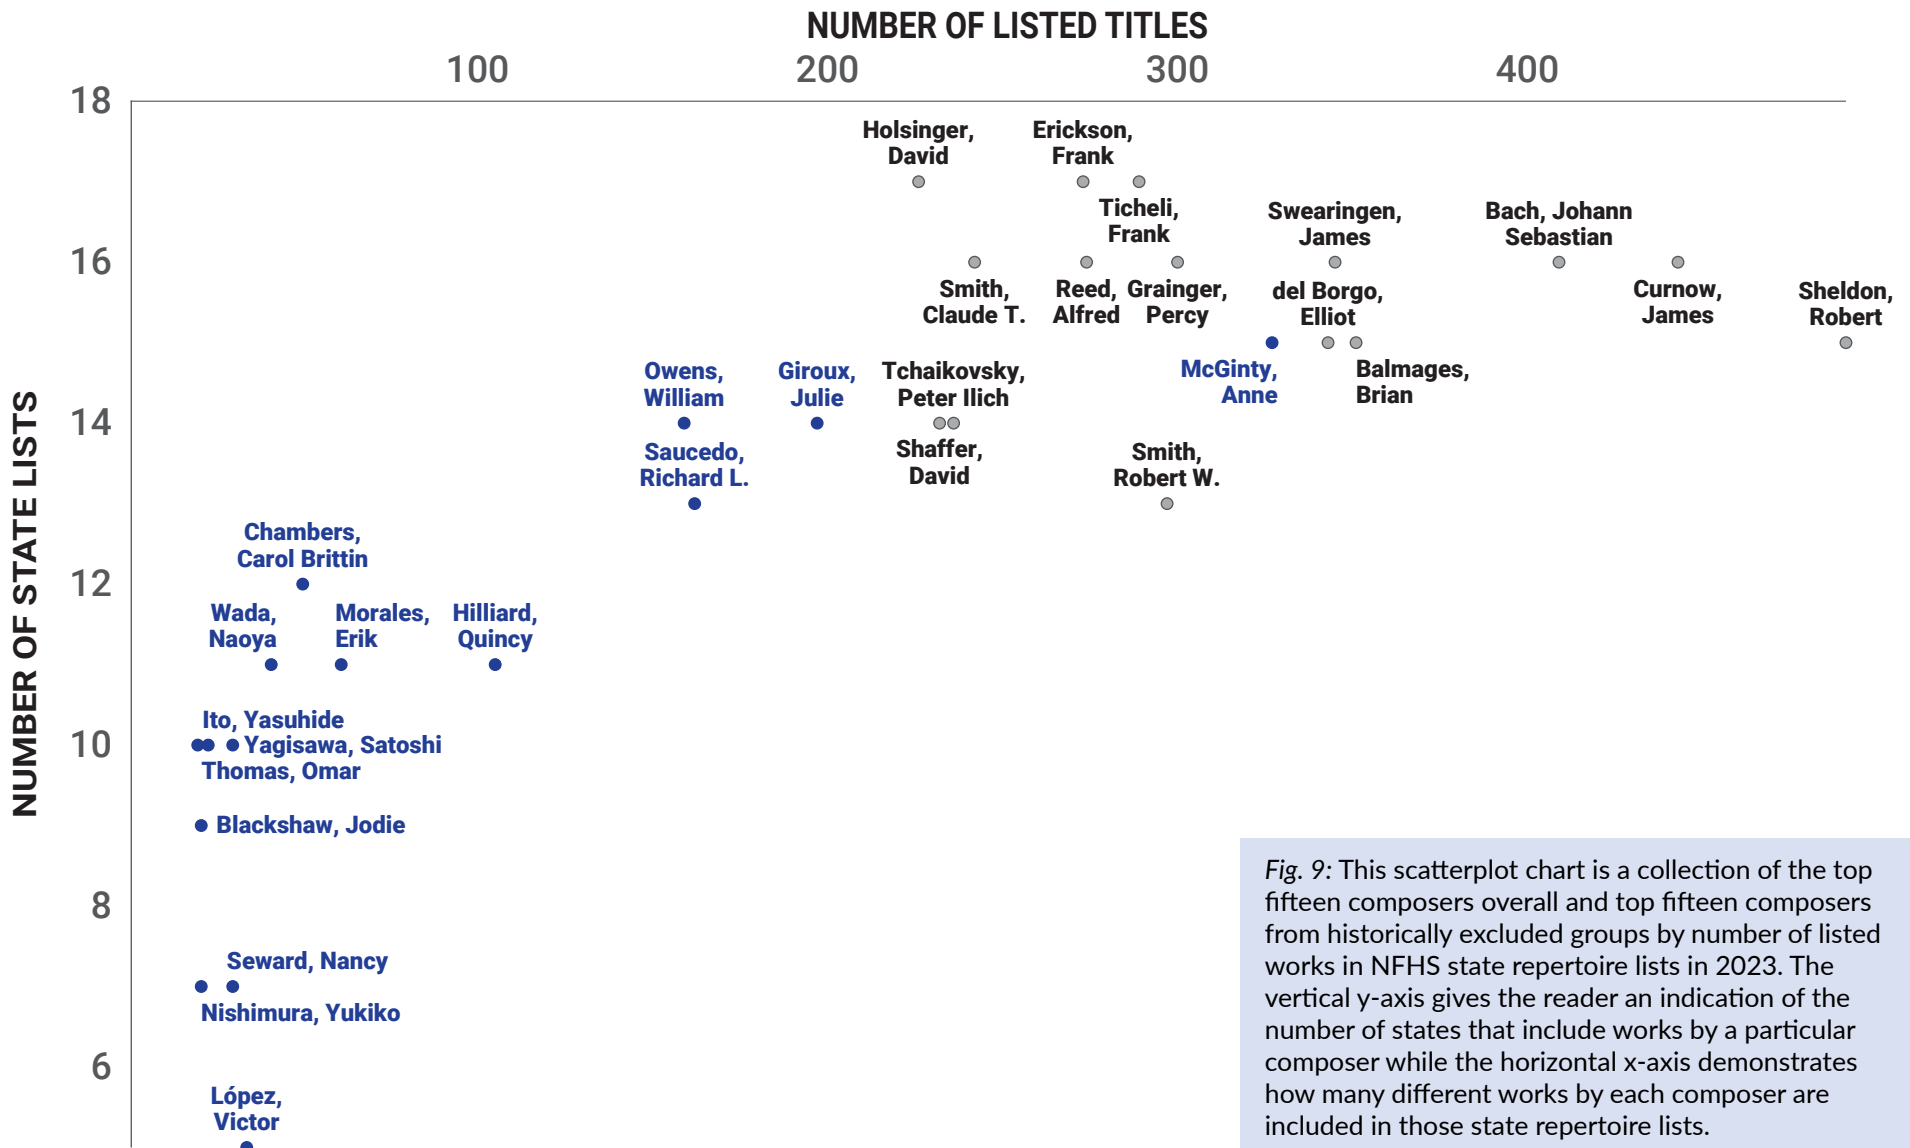 NUMBER OF LISTED TITLES
100 200 300 400
NUMBER OF STATE LISTS
18
Holsinger,
David
Erickson,
Frank
Ticheli,
Frank
Swearingen,
James
Bach, Johann
Sebastian
16
Smith,
Claude T.
Reed,
Alfred
Grainger,
Percy
del Borgo,
Elliot
Curnow,
James
Sheldon,
Robert
Owens,
William
Giroux,
Julie
Tchaikovsky,
Peter Ilich
McGinty,
Anne
Balmages,
Brian
14
Saucedo,
Richard L.
Shaffer,
David
Smith,
Robert W.
Chambers,
Carol Brittin
12
Wada,
Naoya
Morales,
Erik
Hilliard,
Quincy
Ito, Yasuhide
10
Yagisawa, Satoshi
Thomas, Omar
Blackshaw, Jodie
8
Seward, Nancy
Nishimura, Yukiko
6
López,
Victor
Fig. 9: This scatterplot chart is a collection of the top
fifteen composers overall and top fifteen composers
from historically excluded groups by number of listed
works in NFHS state repertoire lists in 2023. The
vertical y-axis gives the reader an indication of the
number of states that include works by a particular
composer while the horizontal x-axis demonstrates
how many different works by each composer are
included in those state repertoire lists.